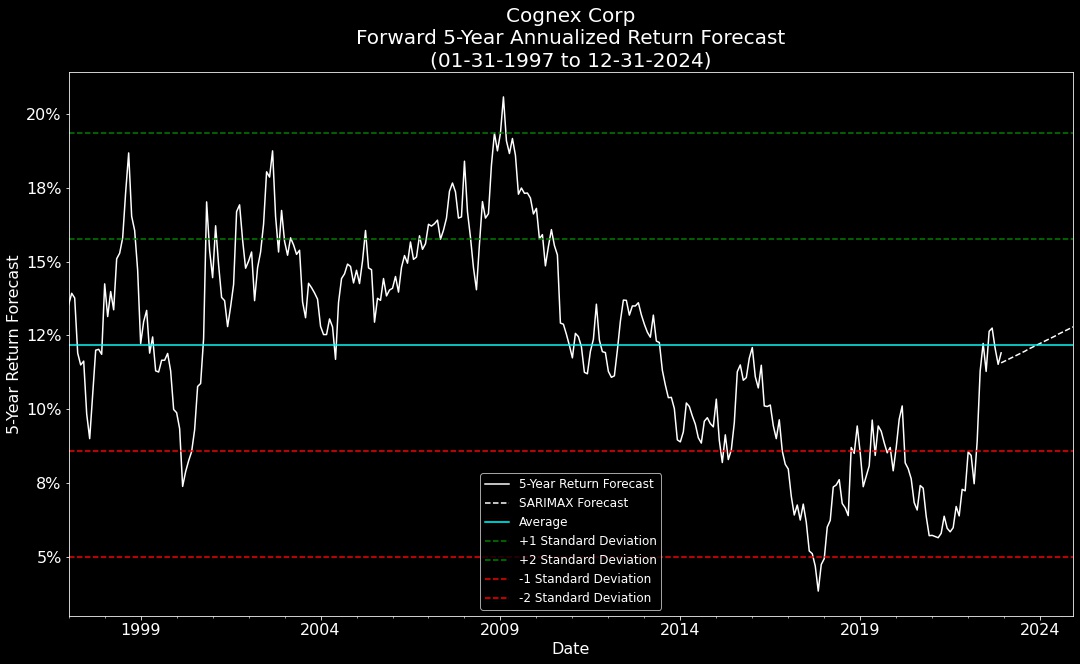 Cognex Corp
Forward 5-Year Annualized Return Forecast
(01-31-1997 to 12-31-2024)
5-Year Return Forecast
20%
18%
15%
12%
10%
8%
5%
5-Year Return Forecast
SARIMAX Forecast
Average
+1 Standard Deviation
+2 Standard Deviation
-1 Standard Deviation
-2 Standard Deviation
1999
2004
2009
2014
2019
2024
Date